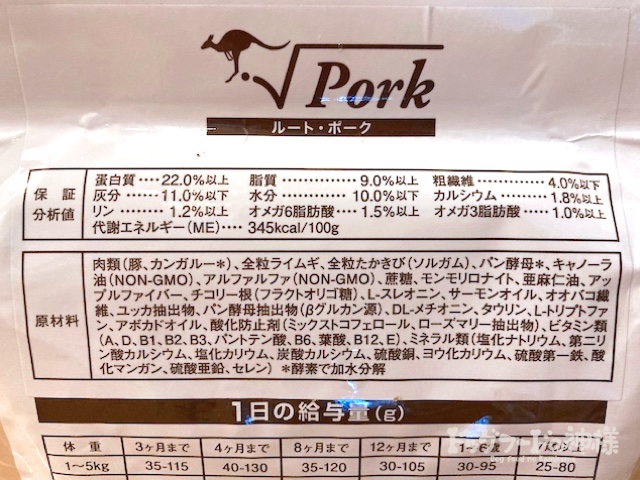 √Pork
ルート・ポーク
保証分析値
蛋白質‥‥22.0%以上 脂質‥‥‥‥9.0%以上 粗繊維‥‥‥‥4.0%以下
灰分‥‥‥11.0%以下 水分‥‥‥‥10.0%以下 カルシウム‥‥‥1.8%以上
リン‥‥‥‥1.2%以上 オメガ6脂肪酸‥‥1.5%以上 オメガ3脂肪酸‥‥1.0%以上
代謝エネルギー(ME)‥‥345kcal/100g
原材料
肉類(豚、カンガルー*)、全粒ライムギ、全粒たかきび(ソルガム)、パン酵母*、キャノーラ
油(NON-GMO)、アルファルファ(NON-GMO)、蔗糖、モンモリロナイト、亜麻仁油、アッ
プルファイバー、チコリー根(フラクトオリゴ糖)、L-スレオニン、サーモンオイル、オオバコ繊
維、ユッカ抽出物、パン酵母抽出物(βグルカン源)、DL-メチオニン、タウリン、L-トリプトファ
ン、アボカドオイル、酸化防止剤(ミックストコフェロール、ローズマリー抽出物)、ビタミン類
(A、D、B1、B2、B3、パントテン酸、B6、葉酸、B12、E)、ミネラル類(塩化ナトリウム、第二リ
ン酸カルシウム、塩化カリウム、炭酸カルシウム、硫酸銅、ヨウ化カリウム、硫酸第一鉄、酸
化マンガン、硫酸亜鉛、セレン) *酵素で加水分解
1日の給与量(g)
体 重 3ヶ月まで 4ヶ月まで 8ヶ月まで 12ヶ月まで
1〜5kg 35-115 40-130 35-120 30-105 30-95 25-80